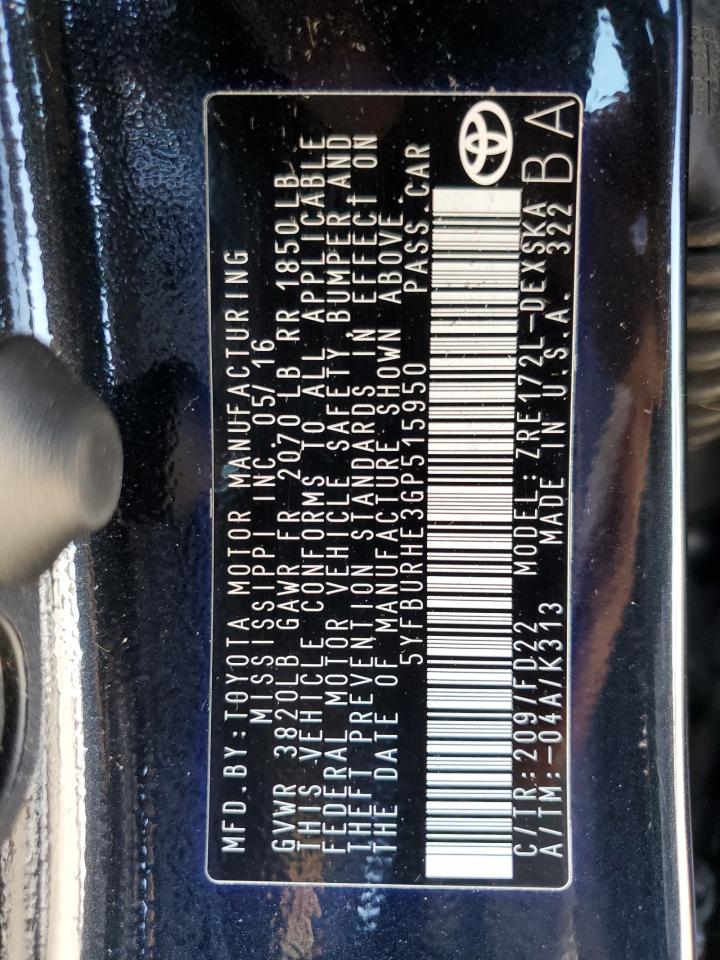 MFD.BY:TOYOTA MOTOR MANUFACTURING
MISSISSIPPI INC 05/16
GVWR 3820LB GAWR FR 2070 LB RR 1850 LB
THIS VEHICLE CONFORMS TO ALL APPLICABLE
FEDERAL MOTOR VEHICLE SAFETY BUMPER AND
THEFT PREVENTION STANDARDS IN EFFECT ON
THE DATE OF MANUFACTURE SHOWN ABOVE.
5YFBURHE3GP515950 PASS CAR
C/TR:209/FD22 MODEL:ZRE172L-DEXSKA
A/TM:-04A/K313 MADE IN U.S.A. 322
BA